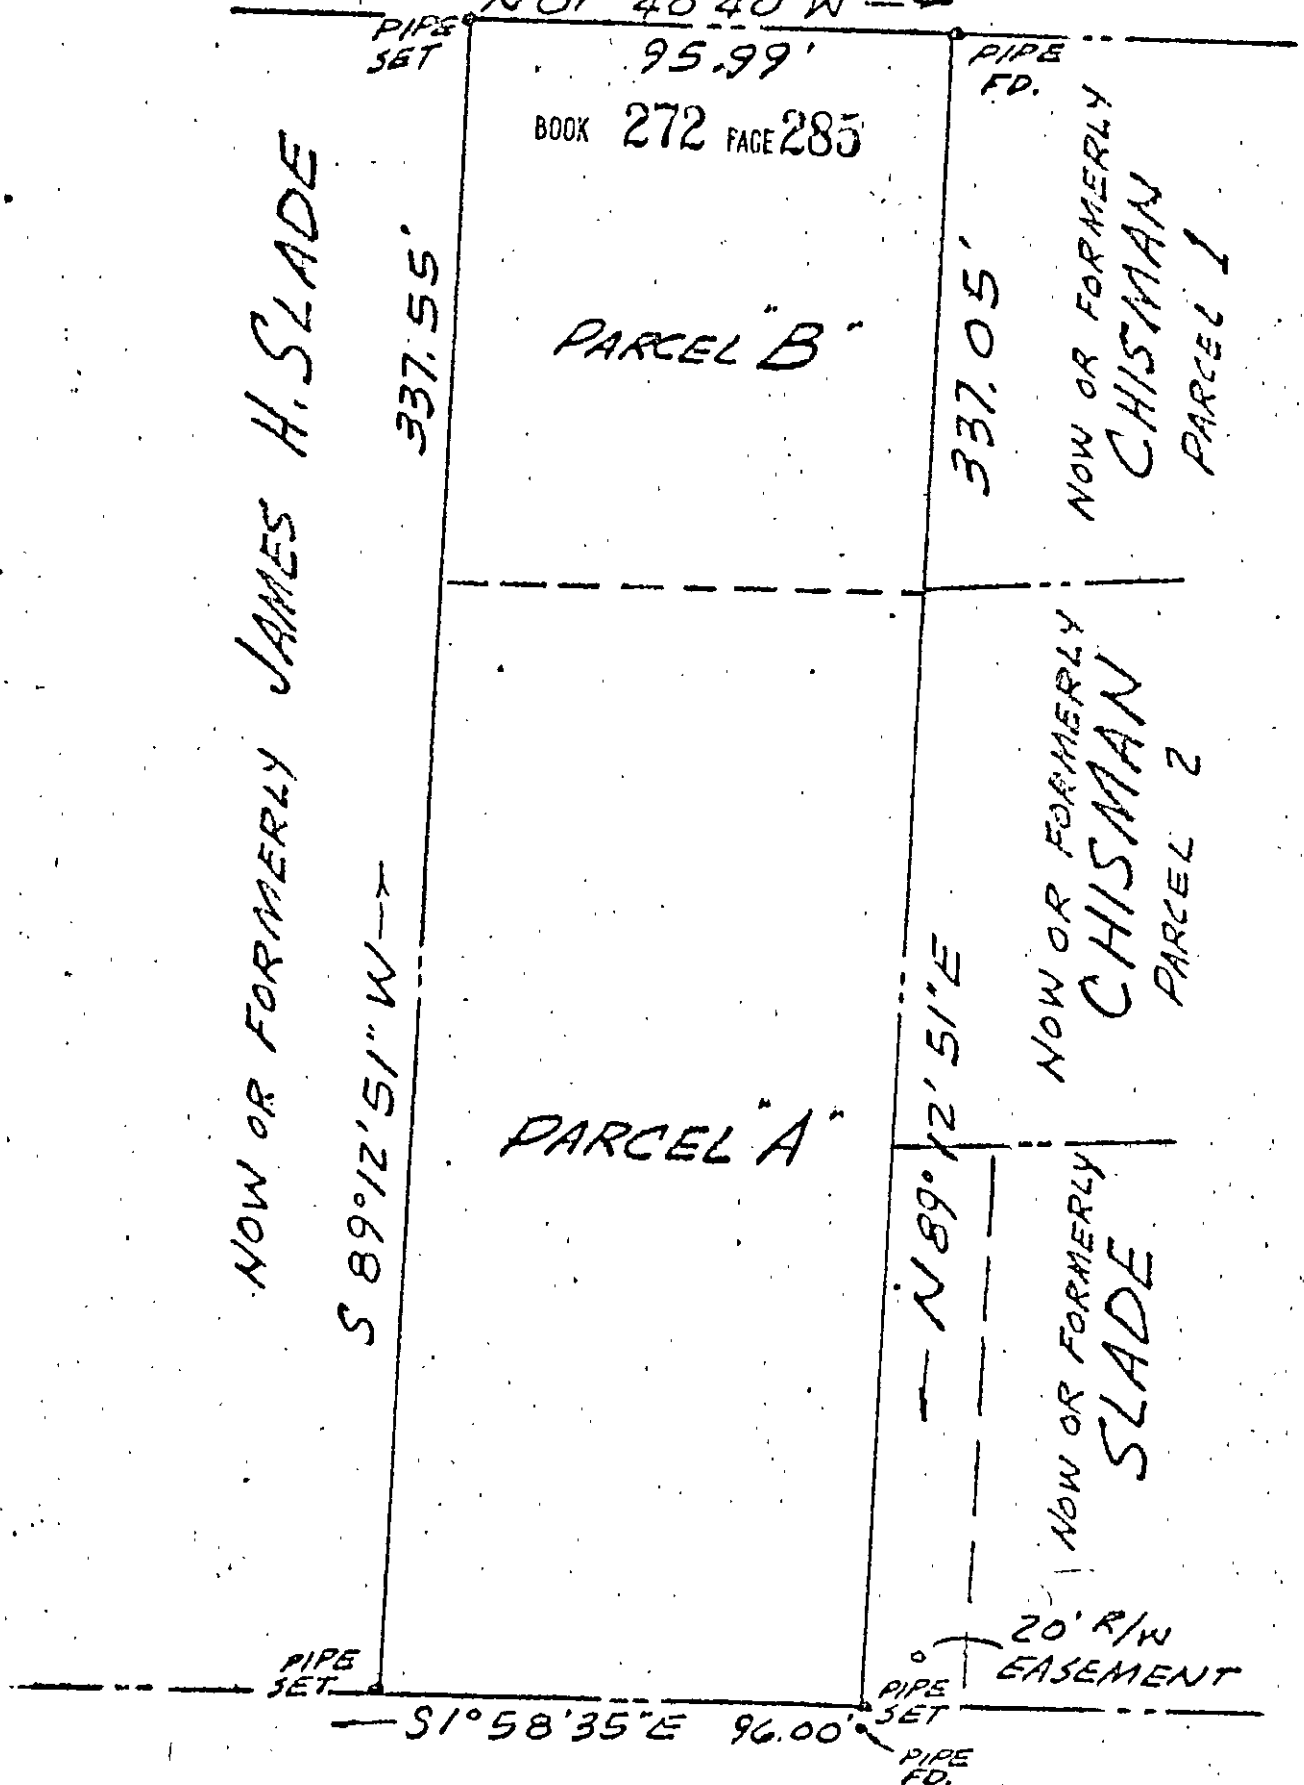 PIPE
SET
95.99'
PIPE
FD.
BOOK 272 PAGE 285
NOW OR FORMERLY JAMES H. SLADE
337.55'
PARCEL "B"
337.05'
NOW OR FORMERLY
CHISMAN
PARCEL 1
NOW OR FORMERLY
CHISMAN
PARCEL 2
S 89°12'51" W
PARCEL "A"
N 89°12'51" E
NOW OR FORMERLY
SLADE
20' R/W
EASEMENT
PIPE
SET
PIPE
SET
S1°58'35"E 96.00'
PIPE
FD.